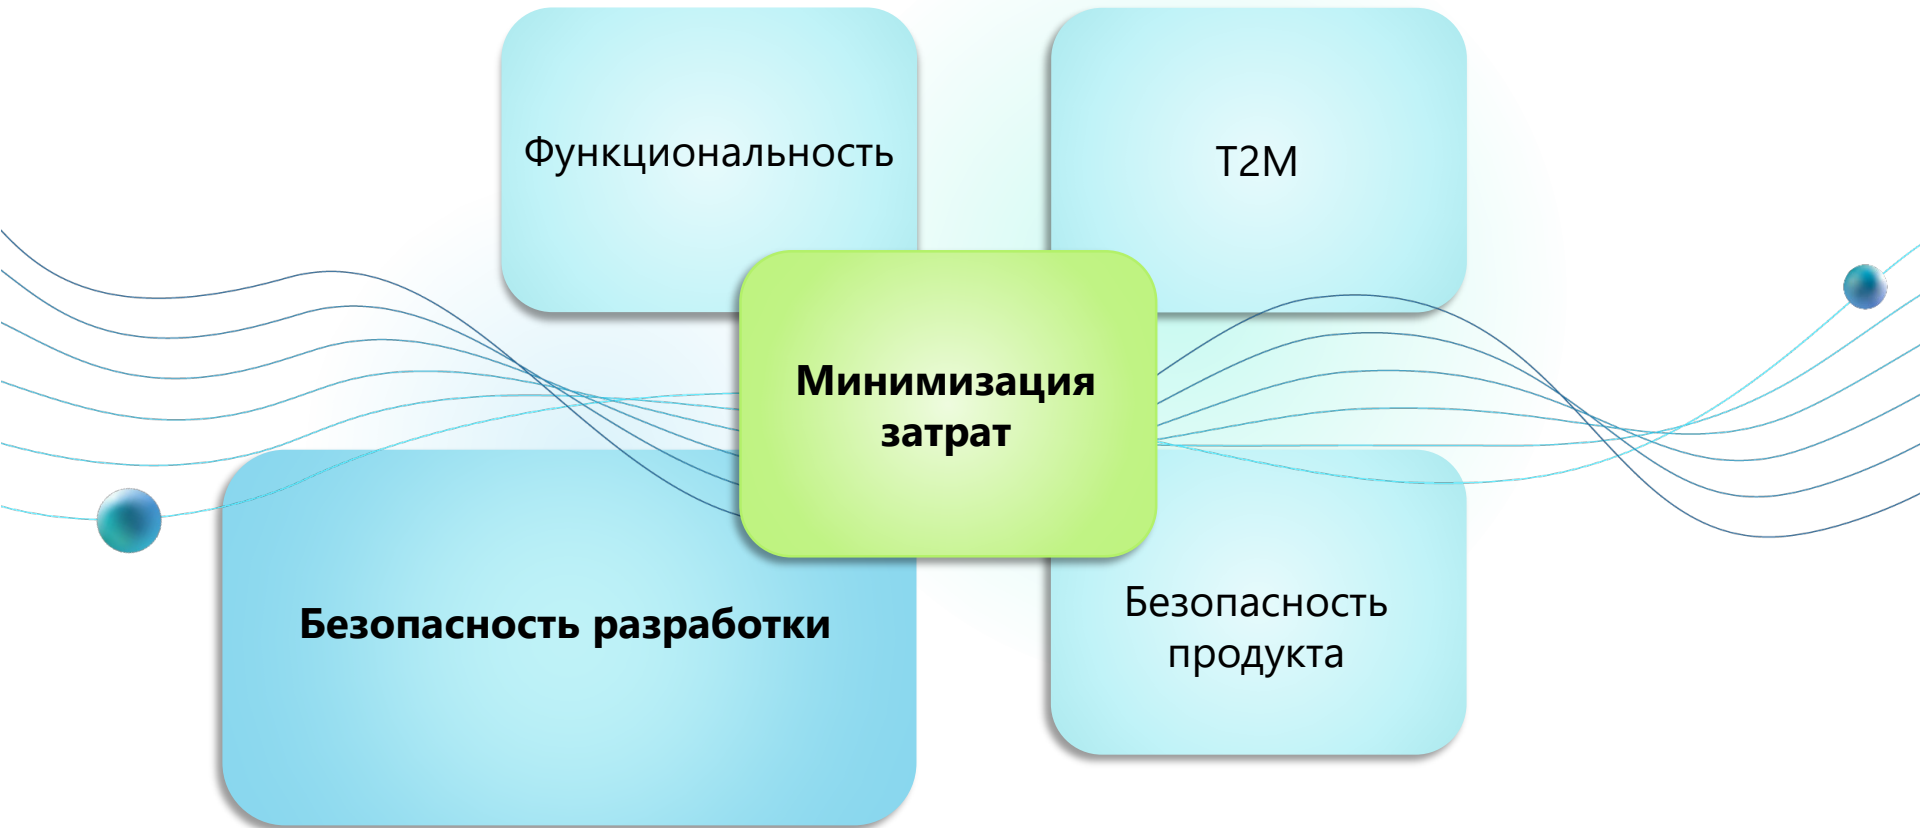 Функциональность
T2M
Минимизация
затрат
Безопасность разработки
Безопасность
продукта